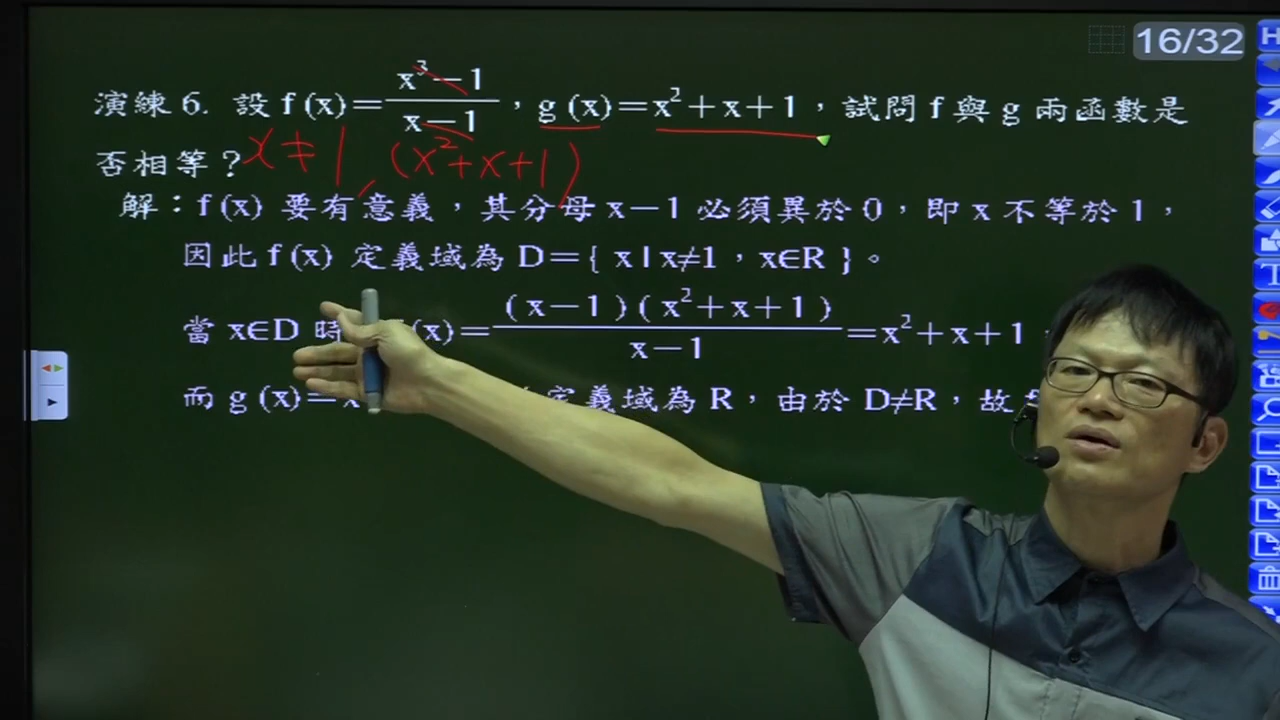 16/32
演練 6. 設 f (x)=\frac{x³-1}{x-1}，g (x)=x²+x+1，試問 f 與 g 兩函數是
否相等？
x≠1, (x²+x+1)
解：f (x) 要有意義，其分母 x-1 必須異於 0，即 x 不等於 1，
因此 f (x) 定義域為 D={ x | x≠1，x∈R }。
當 x∈D 時 (x)=\frac{(x-1)(x²+x+1)}{x-1}=x²+x+1
而 g (x)=x 定義域為 R，由於 D≠R，故
H
T